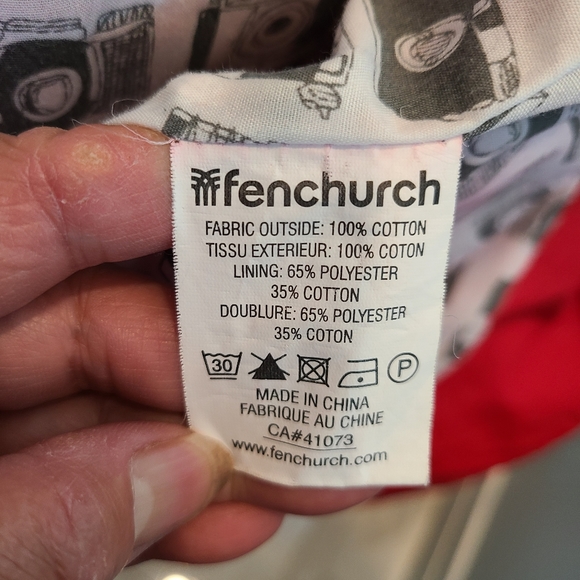 fenchurch
FABRIC OUTSIDE: 100% COTTON
TISSU EXTERIEUR: 100% COTON
LINING: 65% POLYESTER
35% COTTON
DOUBLURE: 65% POLYESTER
35% COTON
30 P
MADE IN CHINA
FABRIQUE AU CHINE
CA#41073
www.fenchurch.com